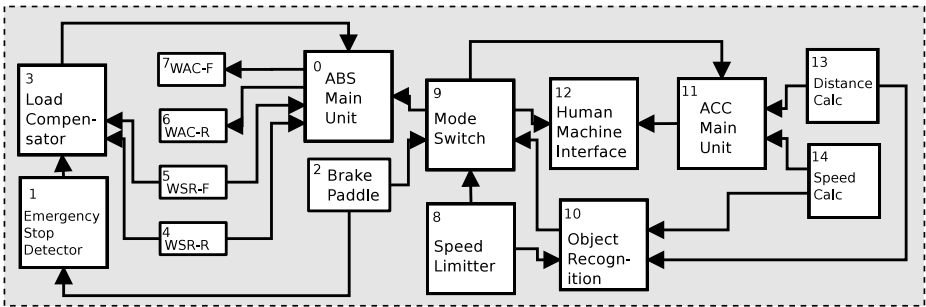 3
Load
Compen-
sator
7 WAC-F
6 WAC-R
5 WSR-F
4 WSR-R
1
Emergency
Stop
Detector
0
ABS
Main
Unit
2 Brake
Paddle
9
Mode
Switch
8
Speed
Limitter
12
Human
Machine
Interface
10
Object
Recogn-
ition
11
ACC
Main
Unit
13
Distance
Calc
14
Speed
Calc